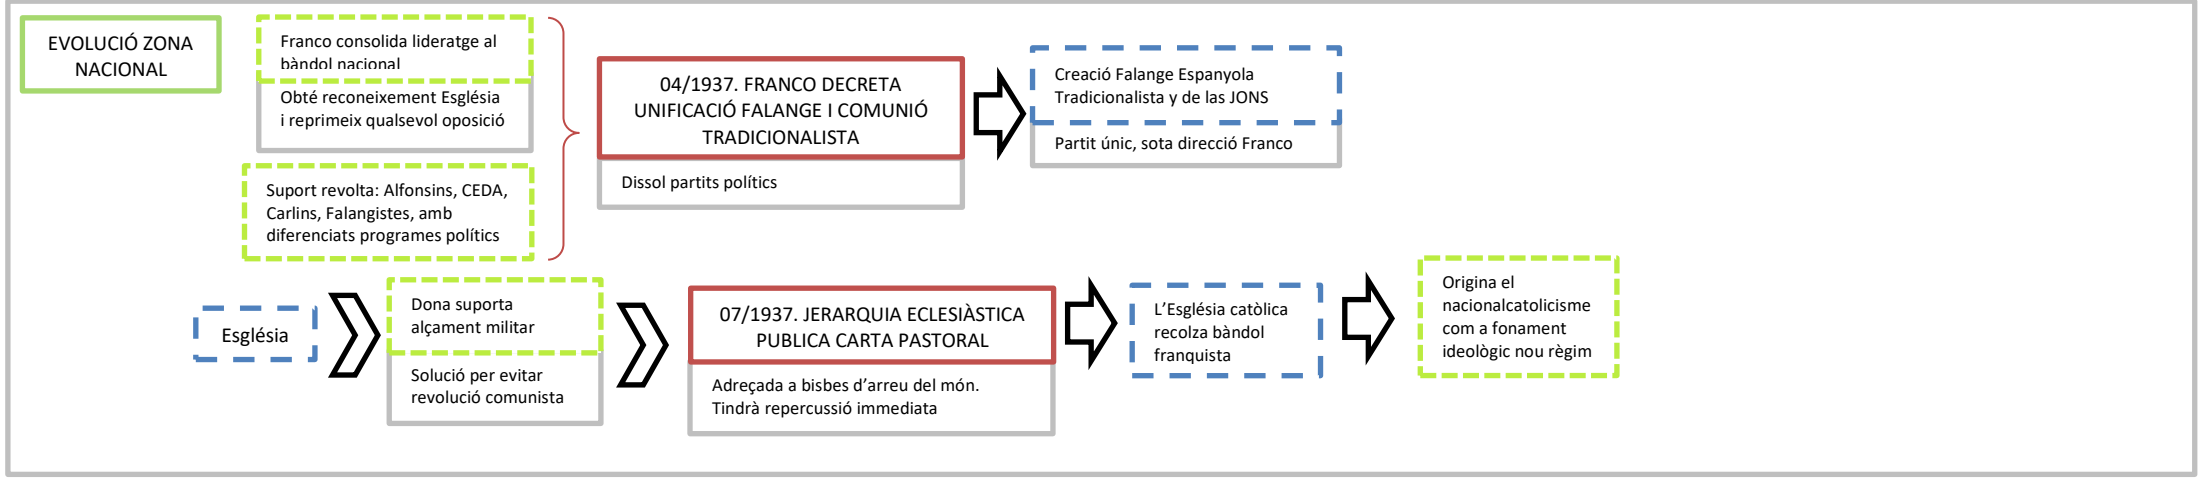 EVOLUCIÓ ZONA
NACIONAL
Franco consolida lideratge al
bàndol nacional
Obté reconeixement Església
i reprimeix qualsevol oposició
Suport revolta: Alfonsins, CEDA,
Carlins, Falangistes, amb
diferenciats programes polítics
04/1937. FRANCO DECRETA
UNIFICACIÓ FALANGE I COMUNIÓ
TRADICIONALISTA
Dissol partits polítics
Creació Falange Espanyola
Tradicionalista y de las JONS
Partit únic, sota direcció Franco
Església
Dona suporta
alçament militar
Solució per evitar
revolució comunista
07/1937. JERARQUIA ECLESIÀSTICA
PUBLICA CARTA PASTORAL
Adreçada a bisbes d’arreu del món.
Tindrà repercussió immediata
L’Església catòlica
recolza bàndol
franquista
Origina el
nacionalcatolicisme
com a fonament
ideològic nou règim